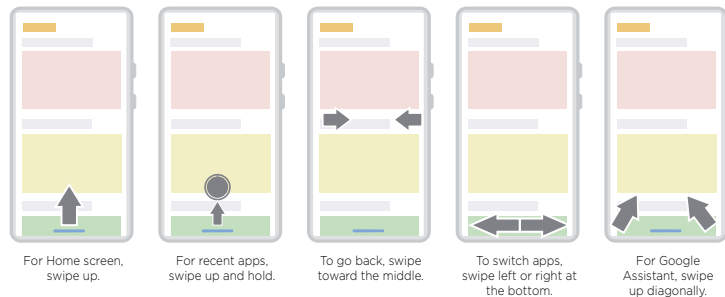 For Home screen,
swipe up.
For recent apps,
swipe up and hold.
To go back, swipe
toward the middle.
To switch apps,
swipe left or right at
the bottom.
For Google
Assistant, swipe
up diagonally.